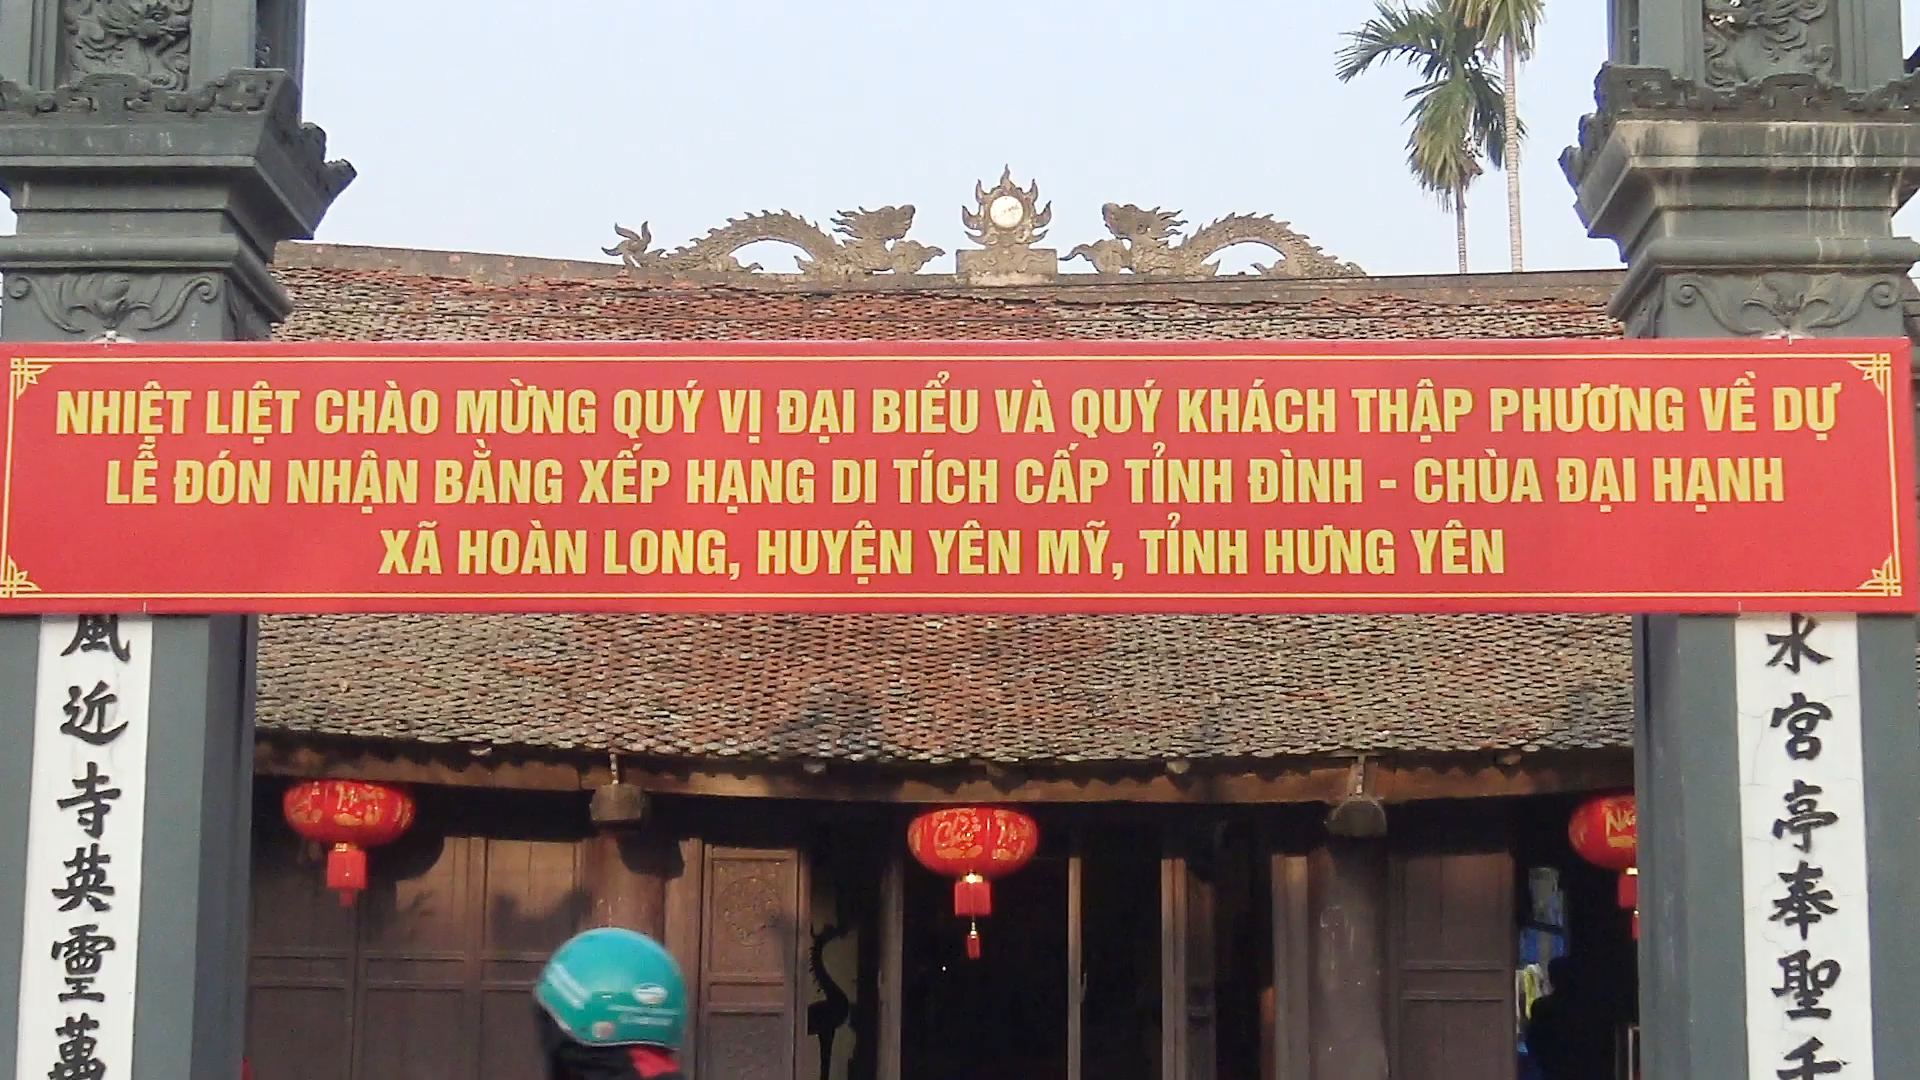 NHIỆT LIỆT CHÀO MỪNG QUÝ VỊ ĐẠI BIỂU VÀ QUÝ KHÁCH THẬP PHƯƠNG VỀ DỰ
LỄ ĐÓN NHẬN BẰNG XẾP HẠNG DI TÍCH CẤP TỈNH ĐÌNH - CHÙA ĐẠI HẠNH
XÃ HOÀN LONG, HUYỆN YÊN MỸ, TỈNH HƯNG YÊN
風近寺英靈萬
水宮亭奉聖千